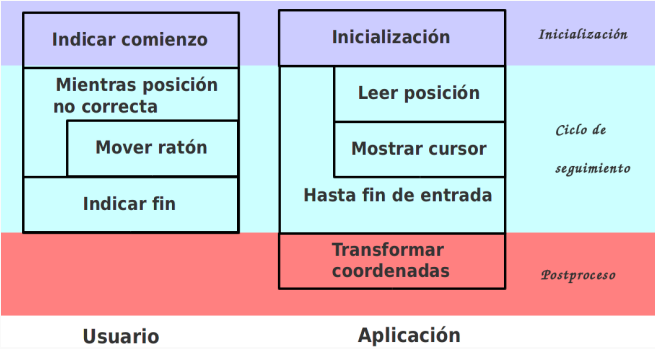 Indicar comienzo
Mientras posición
no correcta
Mover ratón
Indicar fin
Usuario
Inicialización
Leer posición
Mostrar cursor
Hasta fin de entrada
Transformar
coordenadas
Aplicación
Inicialización
Ciclo de
seguimiento
Postproceso